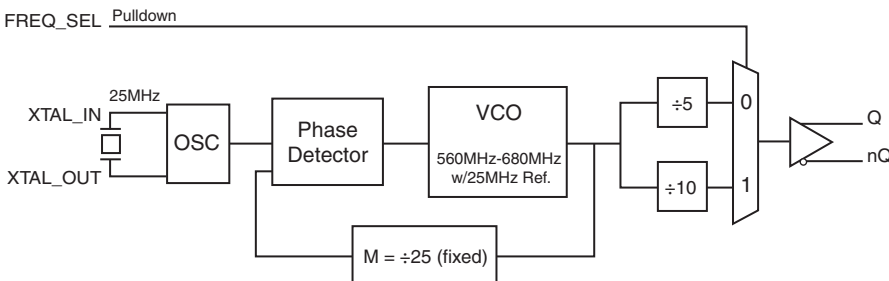 FREQ_SEL Pulldown
25MHz
XTAL_IN
XTAL_OUT
OSC
Phase
Detector
VCO
560MHz-680MHz
w/25MHz Ref.
÷5
÷10
0
1
Q
nQ
M = ÷25 (fixed)